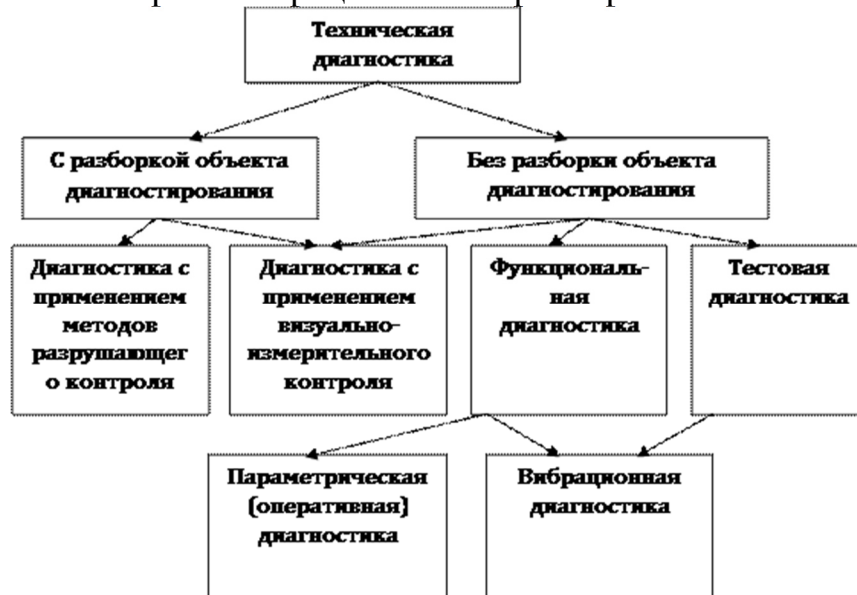 Техническая
диагностика
С разборкой объекта
диагностирования
Без разборки объекта
диагностирования
Диагностика с
применением
методов
разрушающег
о контроля
Диагностика с
применением
визуально-
измерительного
контроля
Функциональ-
ная
диагностика
Тестовая
диагностика
Параметрическая
(оперативная)
диагностика
Вибрационная
диагностика